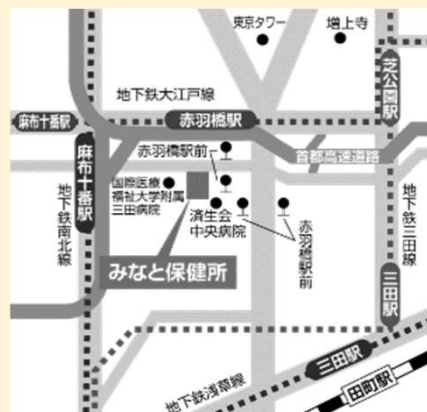 東京タワー
増上寺
芝公園駅
地下鉄大江戸線
麻布十番駅
赤羽橋駅
麻布十番駅
赤羽橋駅前
首都高速道路
国際医療
福祉大学附属
三田病院
済生会
中央病院
赤羽橋駅前
地下鉄南北線
地下鉄三田線
みなと保健所
三田駅
三田駅
地下鉄浅草線
田町駅